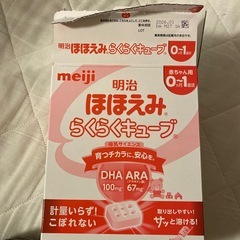 明治
ほほえみ
らくらくキューブ
0～1歳
meiji
赤ちゃん用
0～1歳
明治
ほほえみ
らくらくキューブ
母乳サイエンス
育つチカラに、安心を。
DHA ARA
100mg 67mg
計量いらず!
こぼれない
取り出しやすい!
サッと溶ける!